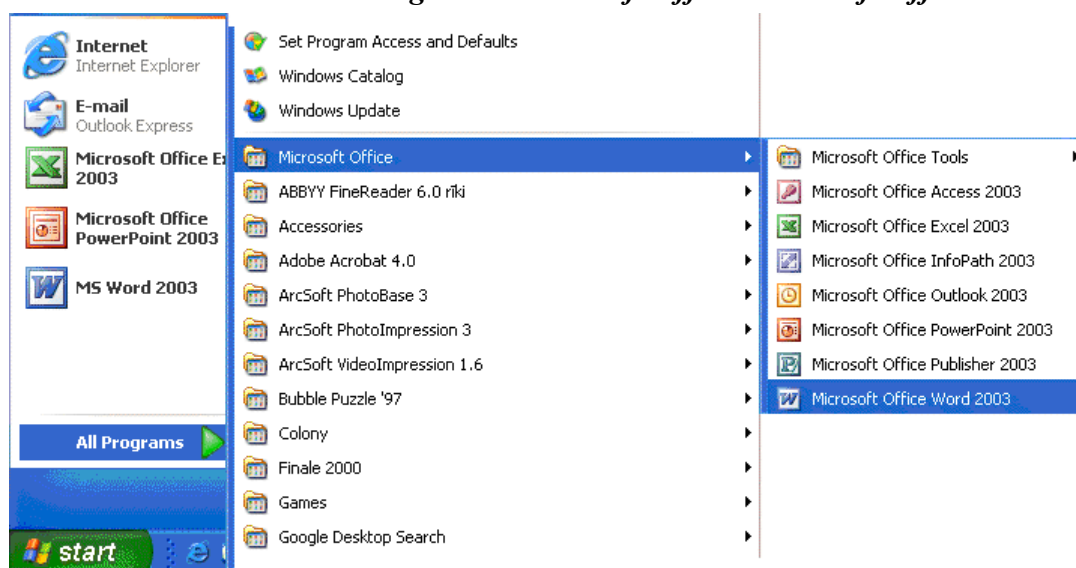 Internet
Internet Explorer
E-mail
Outlook Express
Microsoft Office
2003
Microsoft Office
PowerPoint 2003
MS Word 2003
All Programs
start
Set Program Access and Defaults
Windows Catalog
Windows Update
Microsoft Office
ABBYY FineReader 6.0 rīki
Accessories
Adobe Acrobat 4.0
ArcSoft PhotoBase 3
ArcSoft PhotoImpression 3
ArcSoft VideoImpression 1.6
Bubble Puzzle '97
Colony
Finale 2000
Games
Google Desktop Search
Microsoft Office Tools
Microsoft Office Access 2003
Microsoft Office Excel 2003
Microsoft Office InfoPath 2003
Microsoft Office Outlook 2003
Microsoft Office PowerPoint 2003
Microsoft Office Publisher 2003
Microsoft Office Word 2003